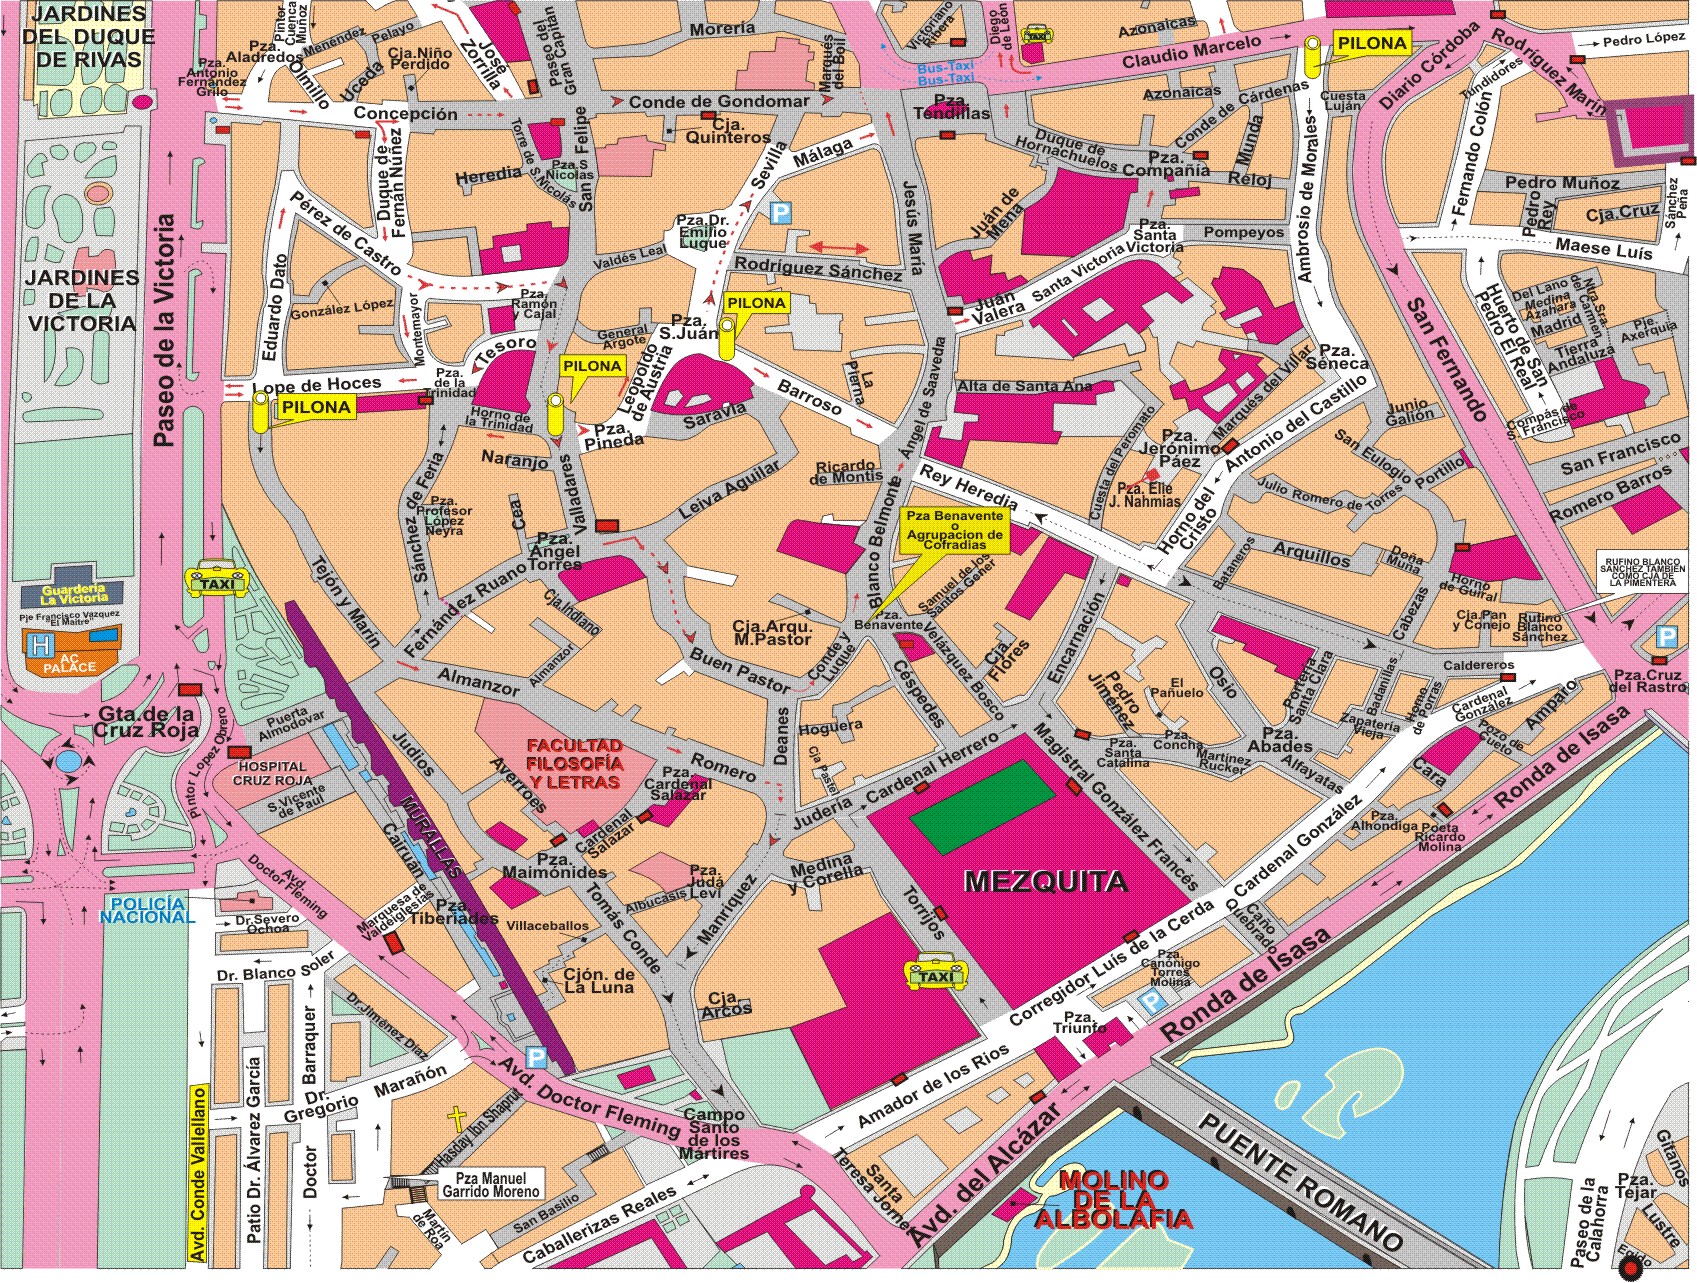 JARDINES
DEL DUQUE
DE RIVAS
Pza.
Aladredos
Pintor
Cuenca
Muñoz
Menendez
Pelayo
Cja.Niño
Perdido
José
Zorrilla
Paseo del
Gran Capitán
Morería
Marqués
del Boil
Victoriano
Ribera
Diego
de León
TAXI
Azonaicas
Claudio Marcelo
PILONA
Diario Córdoba
Rodríguez Marín
Pedro López
Pza.
Antonio
Fernández
Grilo
Olmillo
Uceda
Bus-Taxi
Bus-Taxi
Concepción
Conde de Gondomar
Cja.
Quinteros
Pza.
Tendillas
Azonaicas
Conde de Cárdenas
Cuesta
Luján
Tundidores
Duque de
Fernán Núñez
Torre de S.Nicolás
San Felipe
Pza.S
Nicolas
Heredia
Sevilla
Málaga
Duque de
Hornachuelos
Pza.
Compañia
Munda
Reloj
Ambrosio de Morales
Fernando Colón
Pedro Muñoz
Pedro
Rey
Cja.Cruz
Sánchez
Peña
Maese Luís
JARDINES
DE LA
VICTORIA
Paseo de la Victoria
Pérez de Castro
Eduardo Dato
González López
Montemayor
Pza.Dr.
Emilio
Luque
P
Valdés Leal
Rodríguez Sánchez
Jesús María
Juán de
Mena
Pza.
Santa
Victoria
Pompeyos
Santa Victoria
Juán
Valera
San Fernando
Huerto de San
Pedro El Real
Del Lano
Medina
Azahara
Madrid
Tierra
Andaluza
Ntra.Sra.
del Carmen
Pje.
Axerquia
Compás de
S. Francisco
Pza.
Ramón
y Cajal
General
Argote
Pza.
S.Juán
PILONA
Tesoro
PILONA
Lope de Hoces
PILONA
Pza.
de la
Trinidad
Horno de
la Trinidad
Leopoldo
de Austria
Pza.
Pineda
Saravia
Barroso
La
Pierna
Ángel de Saavedra
Alta de Santa Ana
Pza.
Séneca
Marqués del Villar
Antonio del Castillo
Pza.
Jerónimo
Páez
Pza. Elie
J. Nahmias
Cuesta del Peromato
Junio
Galión
San Eulogio
Portillo
Julio Romero de Torres
San Francisco
Romero Barros
Naranjo
Valladares
Leiva Aguilar
Ricardo
de Montis
Rey Heredia
Horno del
Cristo
Sánchez de Feria
Pza.
Profesor
López
Neyra
Cea
Pza.
Angel
Torres
Blanco Belmonte
Pza Benavente
o
Agrupacion de
Cofradias
Samuel de los
Santos Gener
Arquillos
Bataneros
Doña
Muña
Horno
de Guiral
Cja.Pan
y Conejo
Rufino
Blanco
Sánchez
RUFINO BLANCO
SANCHEZ TAMBIÉN
COMO CJA DE
LA PIMENTERA
P
TAXI
Guardería
La Victoria
Pje Francisco Vazquez
"El Maitre"
H
AC
PALACE
Tejón y Marín
Fernández Ruano
Cja.Indiano
Almanzor
Almanzor
Cja.Arqu.
M.Pastor
Buen Pastor
Conde y
Luque
Pza.
Benavente
Velázquez Bosco
Céspedes
Cja.
Flores
Encarnación
Pedro
Jiménez
El
Pañuelo
Osio
Portería
Santa Clara
Cabezas
Badanillas
Caldereros
Pza.Cruz
del Rastro
Cardenal
González
Amparo
Horno
de Porras
Zapatería
Vieja
Pozo de
Cueto
Gta.de la
Cruz Roja
Pintor Lopez Obrero
Puerta
Almodovar
HOSPITAL
CRUZ ROJA
S.Vicente
de Paul
Judíos
Averroes
FACULTAD
FILOSOFÍA
Y LETRAS
Romero
Pza.
Cardenal
Salazar
Cardenal
Salazar
Deanes
Hoguera
Cja Pastel
Judería
Cardenal Herrero
Magistral González Francés
Pza.
Santa
Catalina
Pza.
Concha
Martínez
Rucker
Pza.
Abades
Alfayatas
Cara
Ronda de Isasa
Pza.
Alhondiga
Poeta
Ricardo
Molina
MURALLAS
Cairuán
Pza.
Maimónides
Tomás Conde
Albucasis
Pza.
Judá
Leví
Manriquez
Medina
y Corella
MEZQUITA
Torrijos
TAXI
Cardenal González
Caño
Quebrado
Corregidor Luís de la Cerda
Pza.
Canónigo
Torres
Molina
P
Pza.
Triunfo
Ronda de Isasa
POLICÍA
NACIONAL
Avd.
Doctor Fleming
Dr.Severo
Ochoa
Dr. Blanco Soler
Marquesa de
Valdeiglesias
Pza.
Tiberiades
Villaceballos
Cjón. de
La Luna
Cja.
Arcos
Dr.Jiménez Díaz
P
Avd. Doctor Fleming
Campo
Santo
de los
Mártires
Amador de los Ríos
Avd. Conde Vallellano
Patio Dr. Álvarez García
Doctor
Dr. Barraquer
Gregorio
Marañón
Hasday Ibn Shaprut
Pza Manuel
Garrido Moreno
Martín
de Roa
San Basilio
Caballerizas Reales
Santa
Teresa Jornet
Avd. del Alcázar
MOLINO
DE LA
ALBOLAFIA
PUENTE ROMANO
Paseo de la
Calahorra
Pza.
Tejar
Gitanos
Lustre
Egido